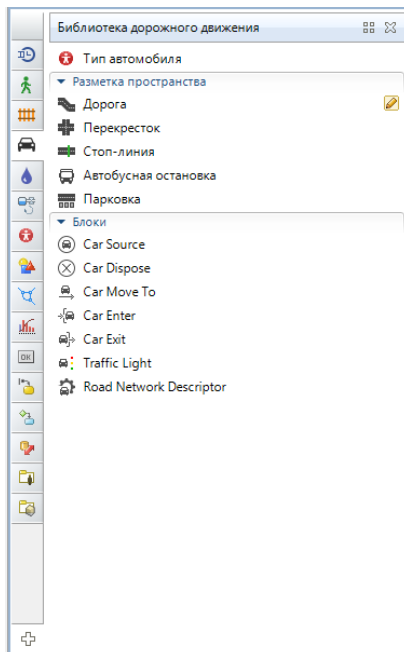 Библиотека дорожного движения
Тип автомобиля
Разметка пространства
Дорога
Перекресток
Стоп-линия
Автобусная остановка
Парковка
Блоки
Car Source
Car Dispose
Car Move To
Car Enter
Car Exit
Traffic Light
Road Network Descriptor
OK